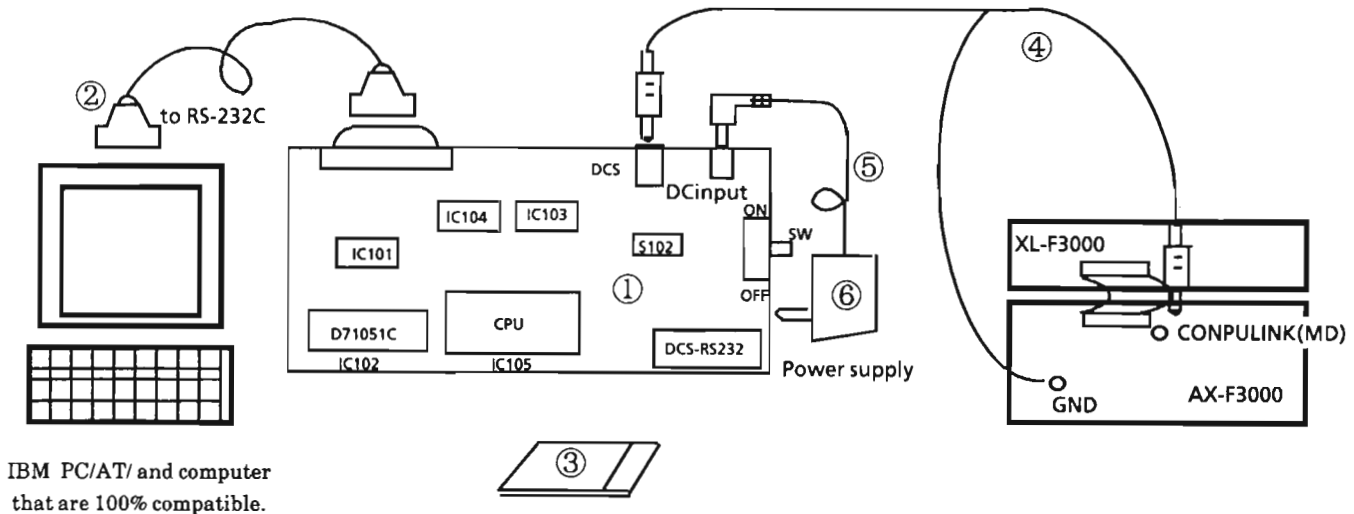 ②
to RS-232C
④
DCS
DCinput
⑤
ON
IC104
IC103
SW
XL-F3000
S102
IC101
①
OFF
⑥
D71051C
CPU
DCS-RS232
CONPULINK(MD)
IC102
IC105
Power supply
GND
AX-F3000
③
IBM PC/AT/ and computer
that are 100% compatible.